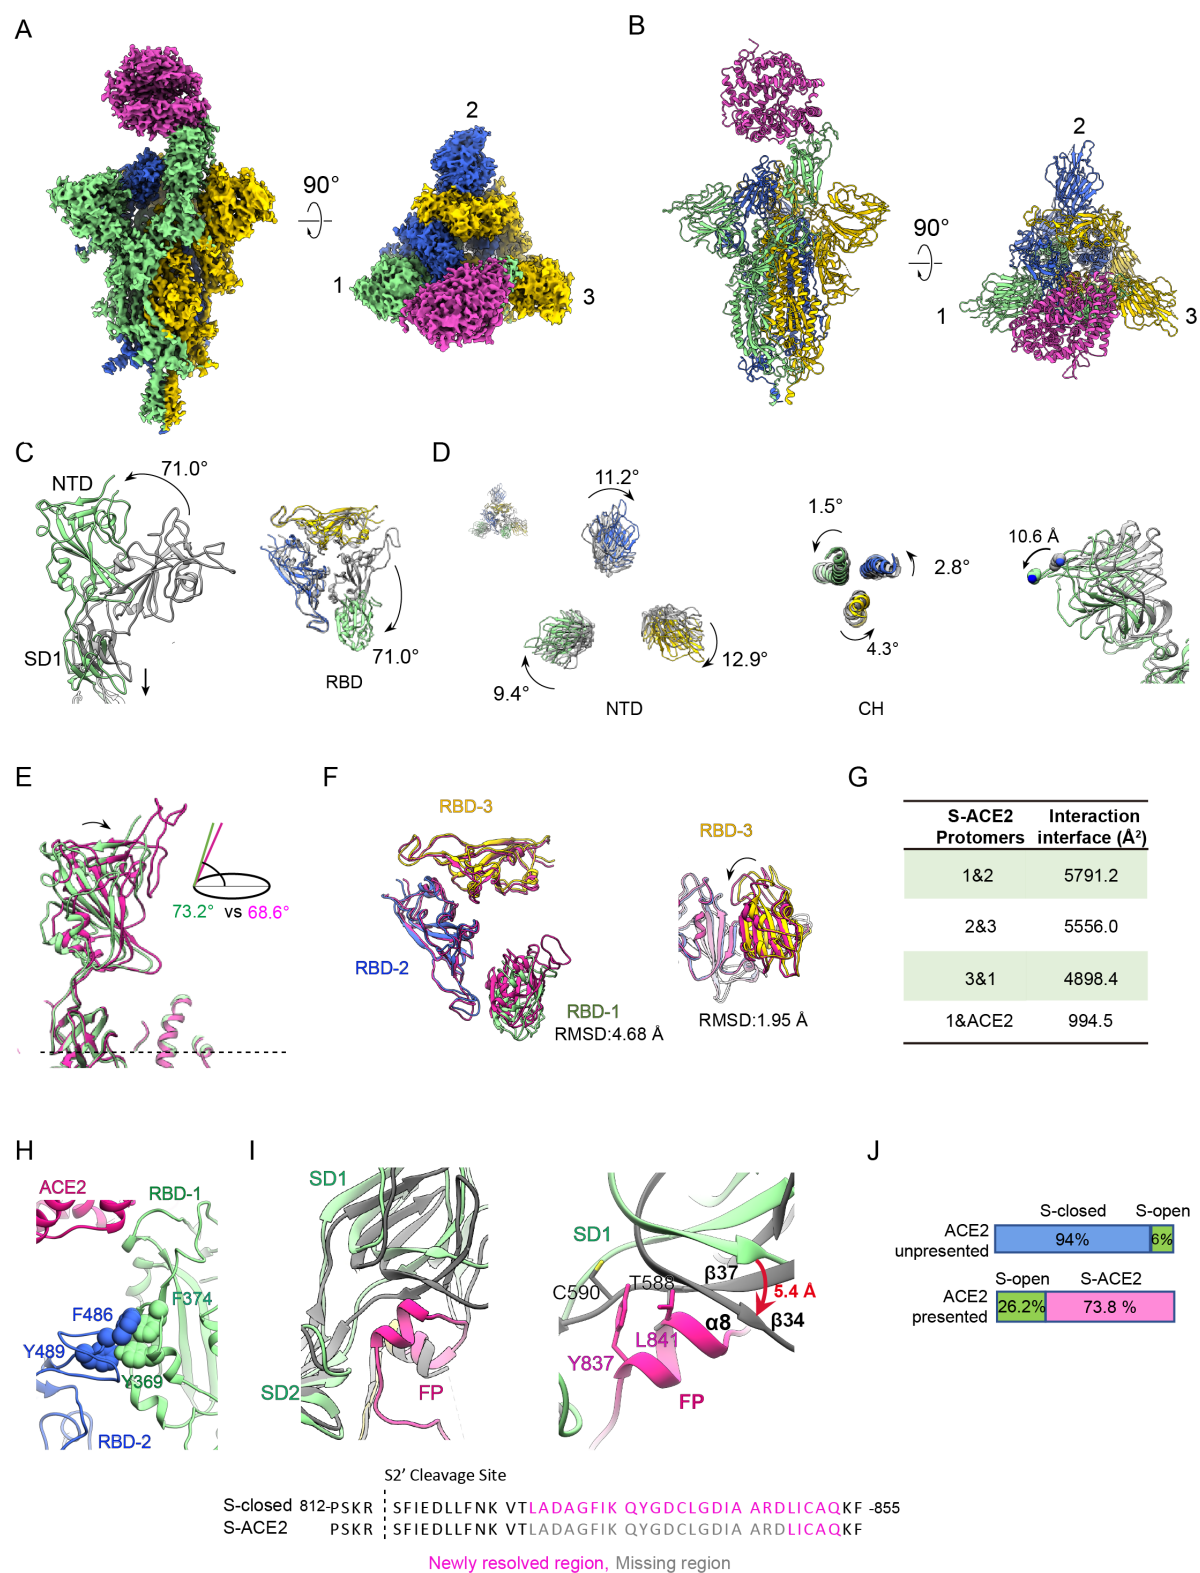 A
B
2
90°
1
3
2
90°
1
3
C
D
71.0°
NTD
SD1
71.0°
RBD
11.2°
12.9°
9.4°
NTD
1.5°
2.8°
4.3°
CH
10.6 Å
E
F
G
73.2° vs 68.6°
RBD-3
RBD-2
RBD-1
RMSD:4.68 Å
RBD-3
RMSD:1.95 Å
S-ACE2 Interaction
Protomers interface (Å²)
1&2 5791.2
2&3 5556.0
3&1 4898.4
1&ACE2 994.5
H
I
J
ACE2
RBD-1
F374
F486
Y489
Y369
RBD-2
SD1
SD2
FP
SD1
C590
T588
β37
5.4 Å
β34
α8
L841
Y837
FP
S-closed S-open
ACE2 unpresented 94% 6%
S-open S-ACE2
ACE2 presented 26.2% 73.8 %
S2’ Cleavage Site
S-closed 812-PSKR SFIEDLLFNK VTLADAGFIK QYGDCLGDIA ARDLICAQKF -855
S-ACE2 PSKR SFIEDLLFNK VTLADAGFIK QYGDCLGDIA ARDLICAQKF
Newly resolved region, Missing region